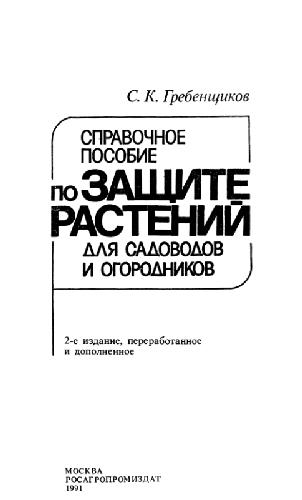 С. К. Гребенщиков
СПРАВОЧНОЕ
ПОСОБИЕ
ПО ЗАЩИТЕ
РАСТЕНИЙ
ДЛЯ САДОВОДОВ
И ОГОРОДНИКОВ
2-е издание, переработанное
и дополненное
МОСКВА
РОСАГРОПРОМИЗДАТ
1991